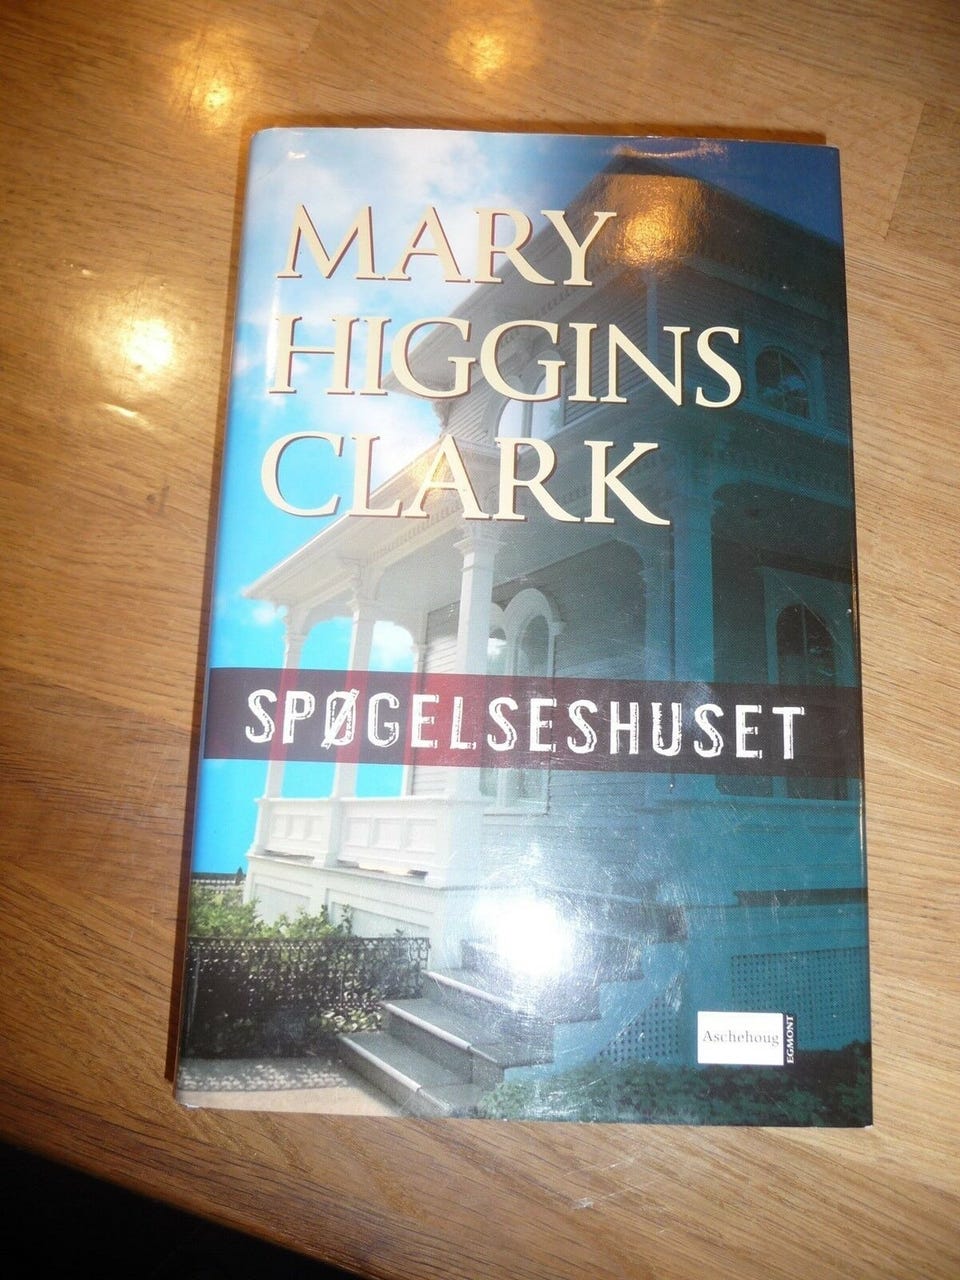 MARY
HIGGINS
CLARK
SPØGELSESHUSET
Aschehoug
EGMONT